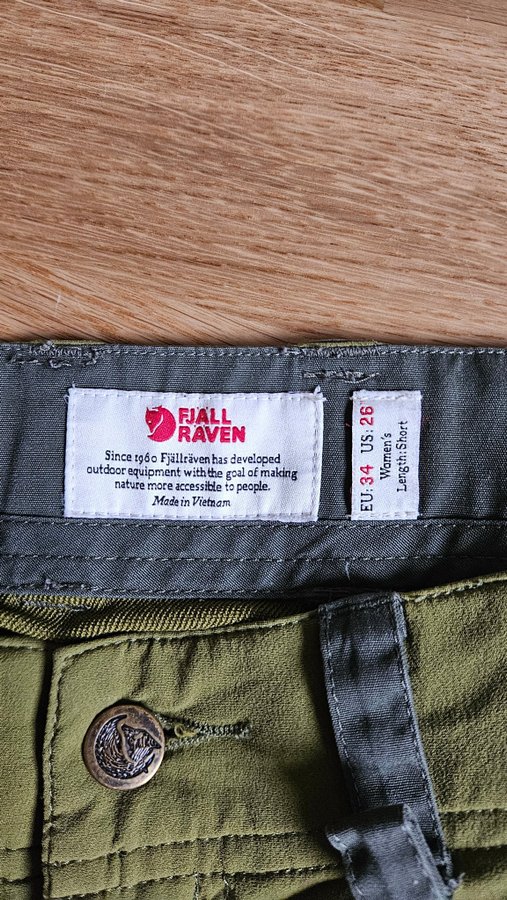 FJÄLL
RÄVEN
Since 1960 Fjällräven has developed
outdoor equipment with the goal of making
nature more accessible to people.
Made in Vietnam
EU: 34 US: 26
Women's
Length: Short